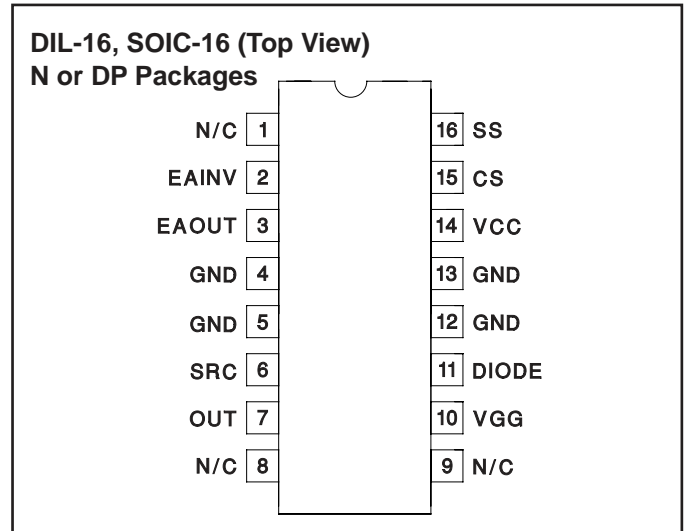 DIL-16, SOIC-16 (Top View)
N or DP Packages
N/C 1 16 SS
EAINV 2 15 CS
EAOUT 3 14 VCC
GND 4 13 GND
GND 5 12 GND
SRC 6 11 DIODE
OUT 7 10 VGG
N/C 8 9 N/C